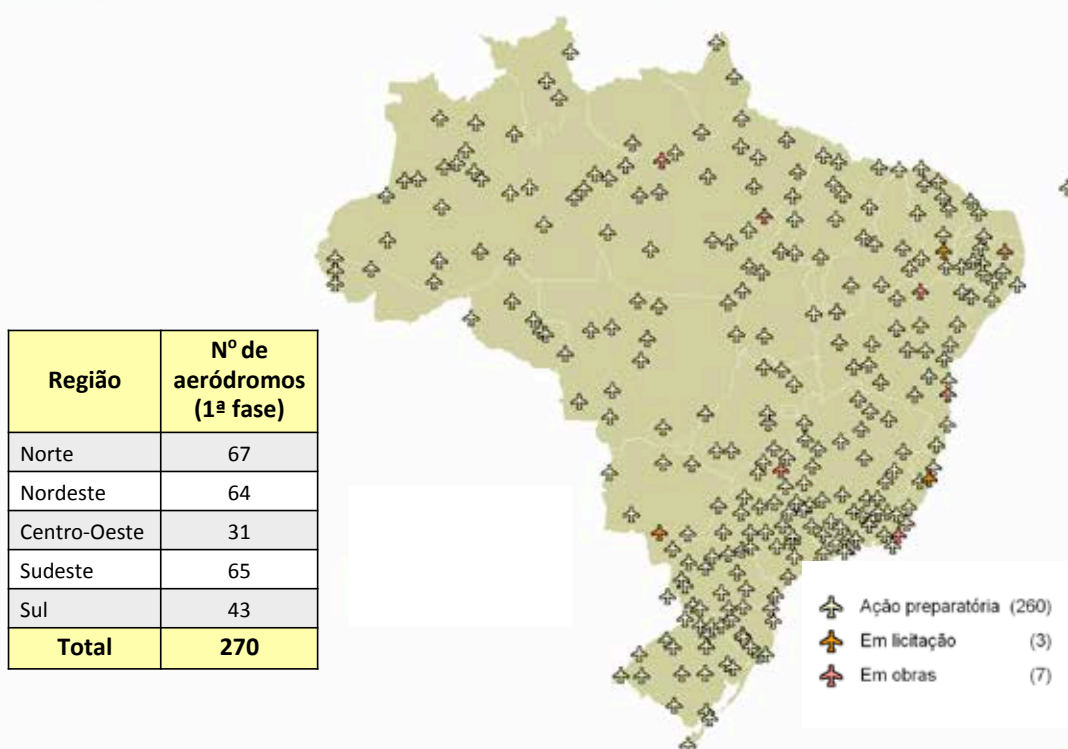 Região
Nº de
aeródromos
(1ª fase)
Norte 67
Nordeste 64
Centro-Oeste 31
Sudeste 65
Sul 43
Total 270
Ação preparatória (260)
Em licitação (3)
Em obras (7)